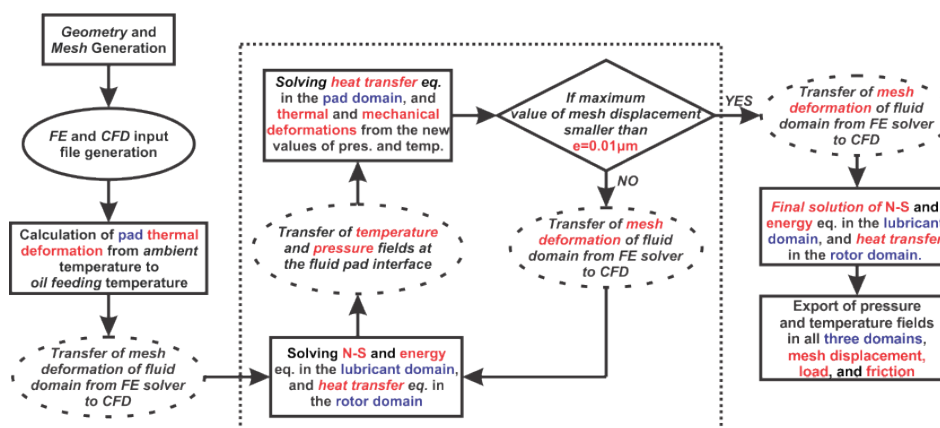 Geometry and
Mesh Generation
FE and CFD input
file generation
Calculation of pad thermal
deformation from ambient
temperature to
oil feeding temperature
Transfer of mesh
deformation of fluid
domain from FE solver
to CFD
Solving N-S and energy
eq. in the lubricant domain,
and heat transfer eq. in
the rotor domain
Transfer of temperature
and pressure fields at
the fluid pad interface
Solving heat transfer eq.
in the pad domain, and
thermal and mechanical
deformations from the new
values of pres. and temp.
If maximum
value of mesh displacement
smaller than
e=0.01µm
NO
Transfer of mesh
deformation of fluid
domain from FE solver
to CFD
YES
Transfer of mesh
deformation of fluid
domain from FE solver
to CFD
Final solution of N-S and
energy eq. in the lubricant
domain, and heat transfer
in the rotor domain.
Export of pressure
and temperature fields
in all three domains,
mesh displacement,
load, and friction